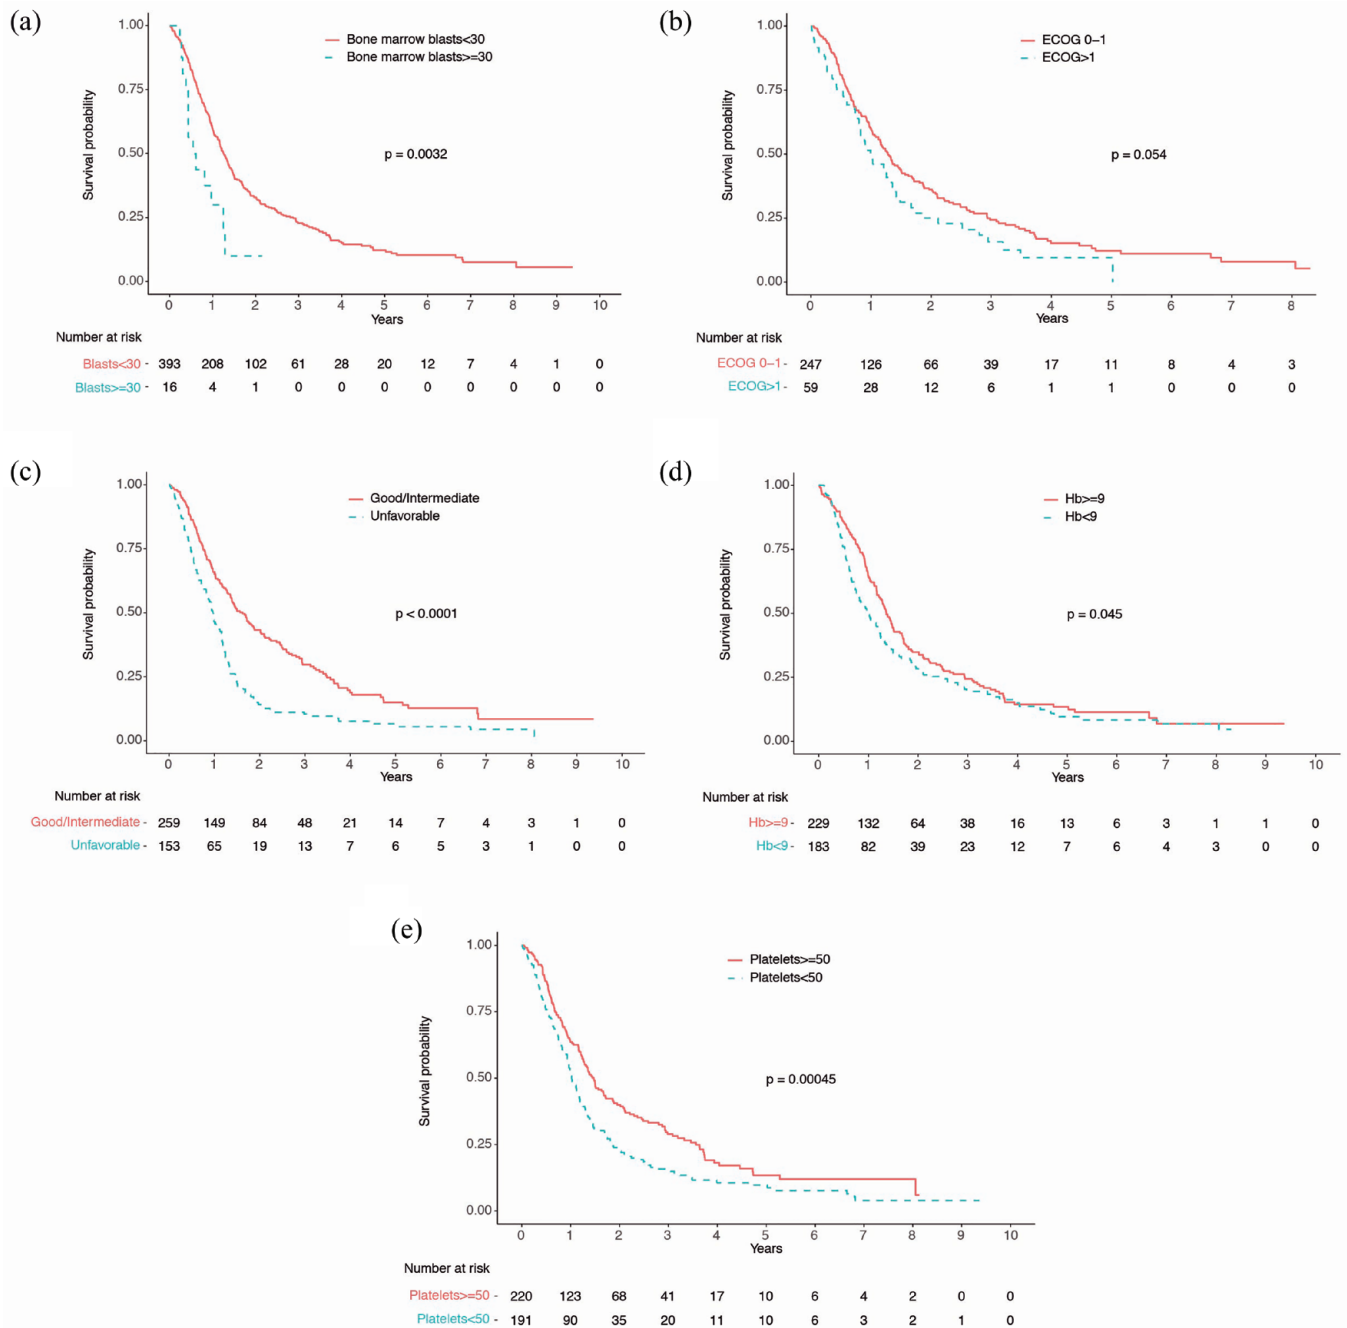 (a)
1.00
0.75
0.50
0.25
0.00
Survival probability
Bone marrow blasts<30
Bone marrow blasts>=30
p = 0.0032
0 1 2 3 4 5 6 7 8 9 10
Years
Number at risk
Blasts<30 - 393 208 102 61 28 20 12 7 4 1 0
Blasts>=30 - 16 4 1 0 0 0 0 0 0 0 0
(b)
1.00
0.75
0.50
0.25
0.00
Survival probability
ECOG 0–1
ECOG>1
p = 0.054
0 1 2 3 4 5 6 7 8
Years
Number at risk
ECOG 0–1 - 247 126 66 39 17 11 8 4 3
ECOG>1 - 59 28 12 6 1 1 0 0 0
(c)
1.00
0.75
0.50
0.25
0.00
Survival probability
Good/Intermediate
Unfavorable
p < 0.0001
0 1 2 3 4 5 6 7 8 9 10
Years
Number at risk
Good/Intermediate - 259 149 84 48 21 14 7 4 3 1 0
Unfavorable - 153 65 19 13 7 6 5 3 1 0 0
(d)
1.00
0.75
0.50
0.25
0.00
Survival probability
Hb>=9
Hb<9
p = 0.045
0 1 2 3 4 5 6 7 8 9 10
Years
Number at risk
Hb>=9 - 229 132 64 38 16 13 6 3 1 1 0
Hb<9 - 183 82 39 23 12 7 6 4 3 0 0
(e)
1.00
0.75
0.50
0.25
0.00
Survival probability
Platelets>=50
Platelets<50
p = 0.00045
0 1 2 3 4 5 6 7 8 9 10
Years
Number at risk
Platelets>=50 - 220 123 68 41 17 10 6 4 2 0 0
Platelets<50 - 191 90 35 20 11 10 6 3 2 1 0